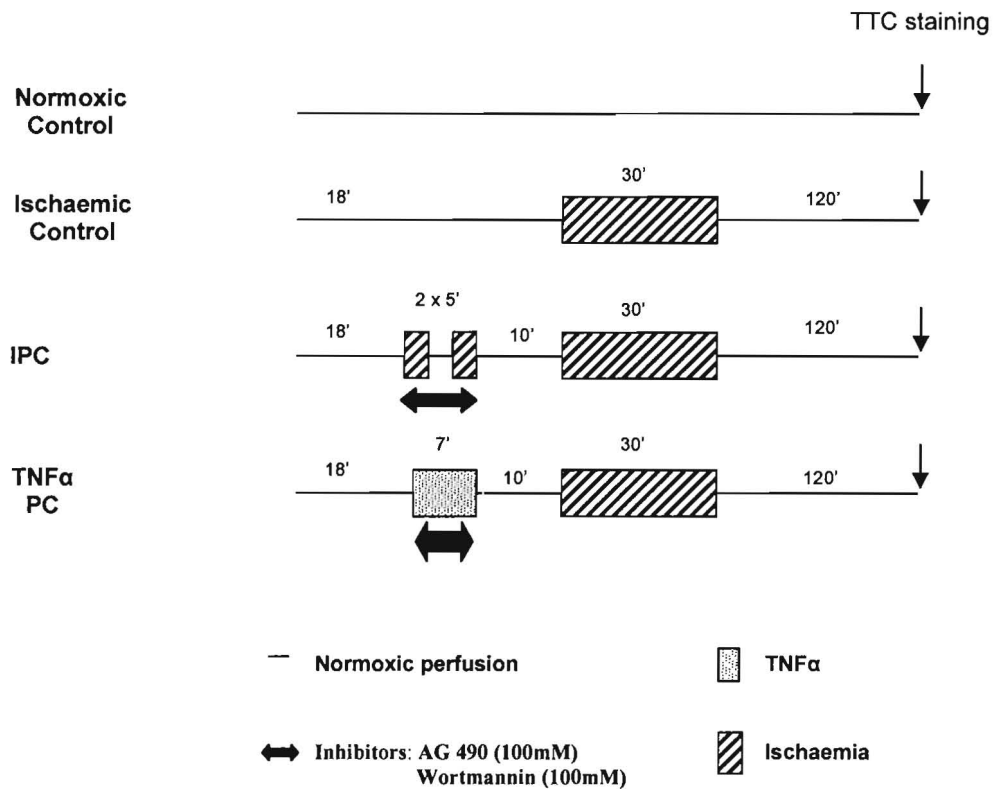 TTC staining
Normoxic
Control
30'
18'
120'
Ischaemic
Control
2 x 5'
30'
18'
10'
120'
IPC
7'
30'
18'
10'
120'
TNFα
PC
Normoxic perfusion
TNFα
Inhibitors: AG 490 (100mM)
Wortmannin (100mM)
Ischaemia